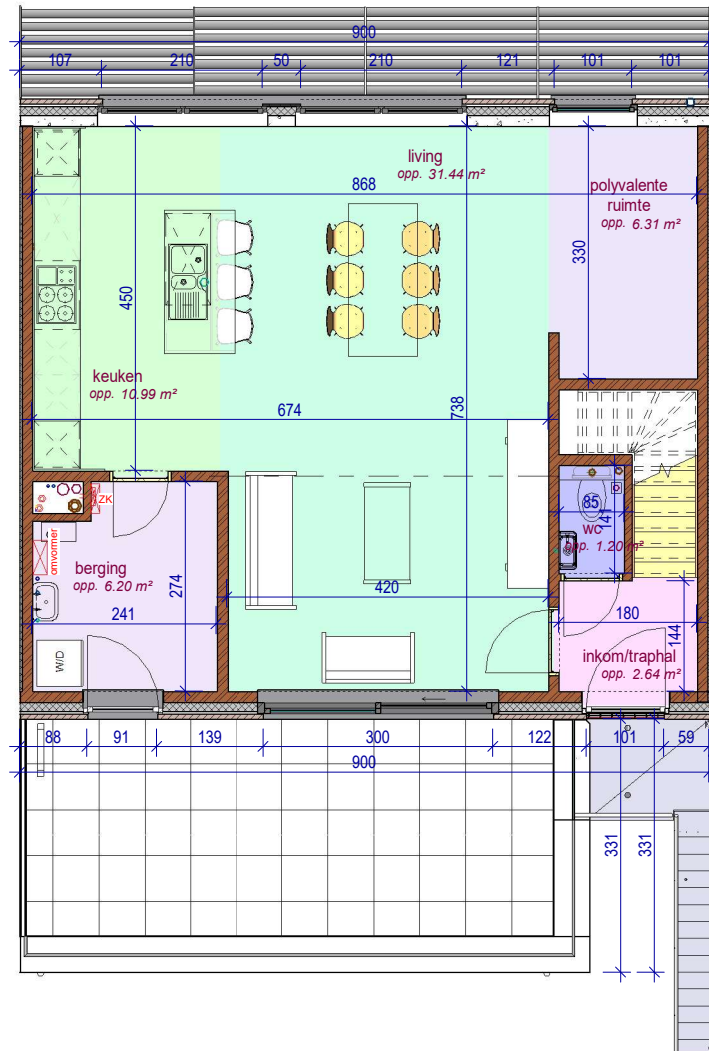 900
107 210 50 210 121 101 101
living
opp. 31.44 m²
868
polyvalente
ruimte
opp. 6.31 m²
330
450
keuken
opp. 10.99 m²
674
738
ZK
85
141
wc
opp. 1.20 m²
omvormer
berging
opp. 6.20 m²
274
241
420
180
144
W/D
inkom/traphal
opp. 2.64 m²
88 91 139 300 122 101 59
900
331
331